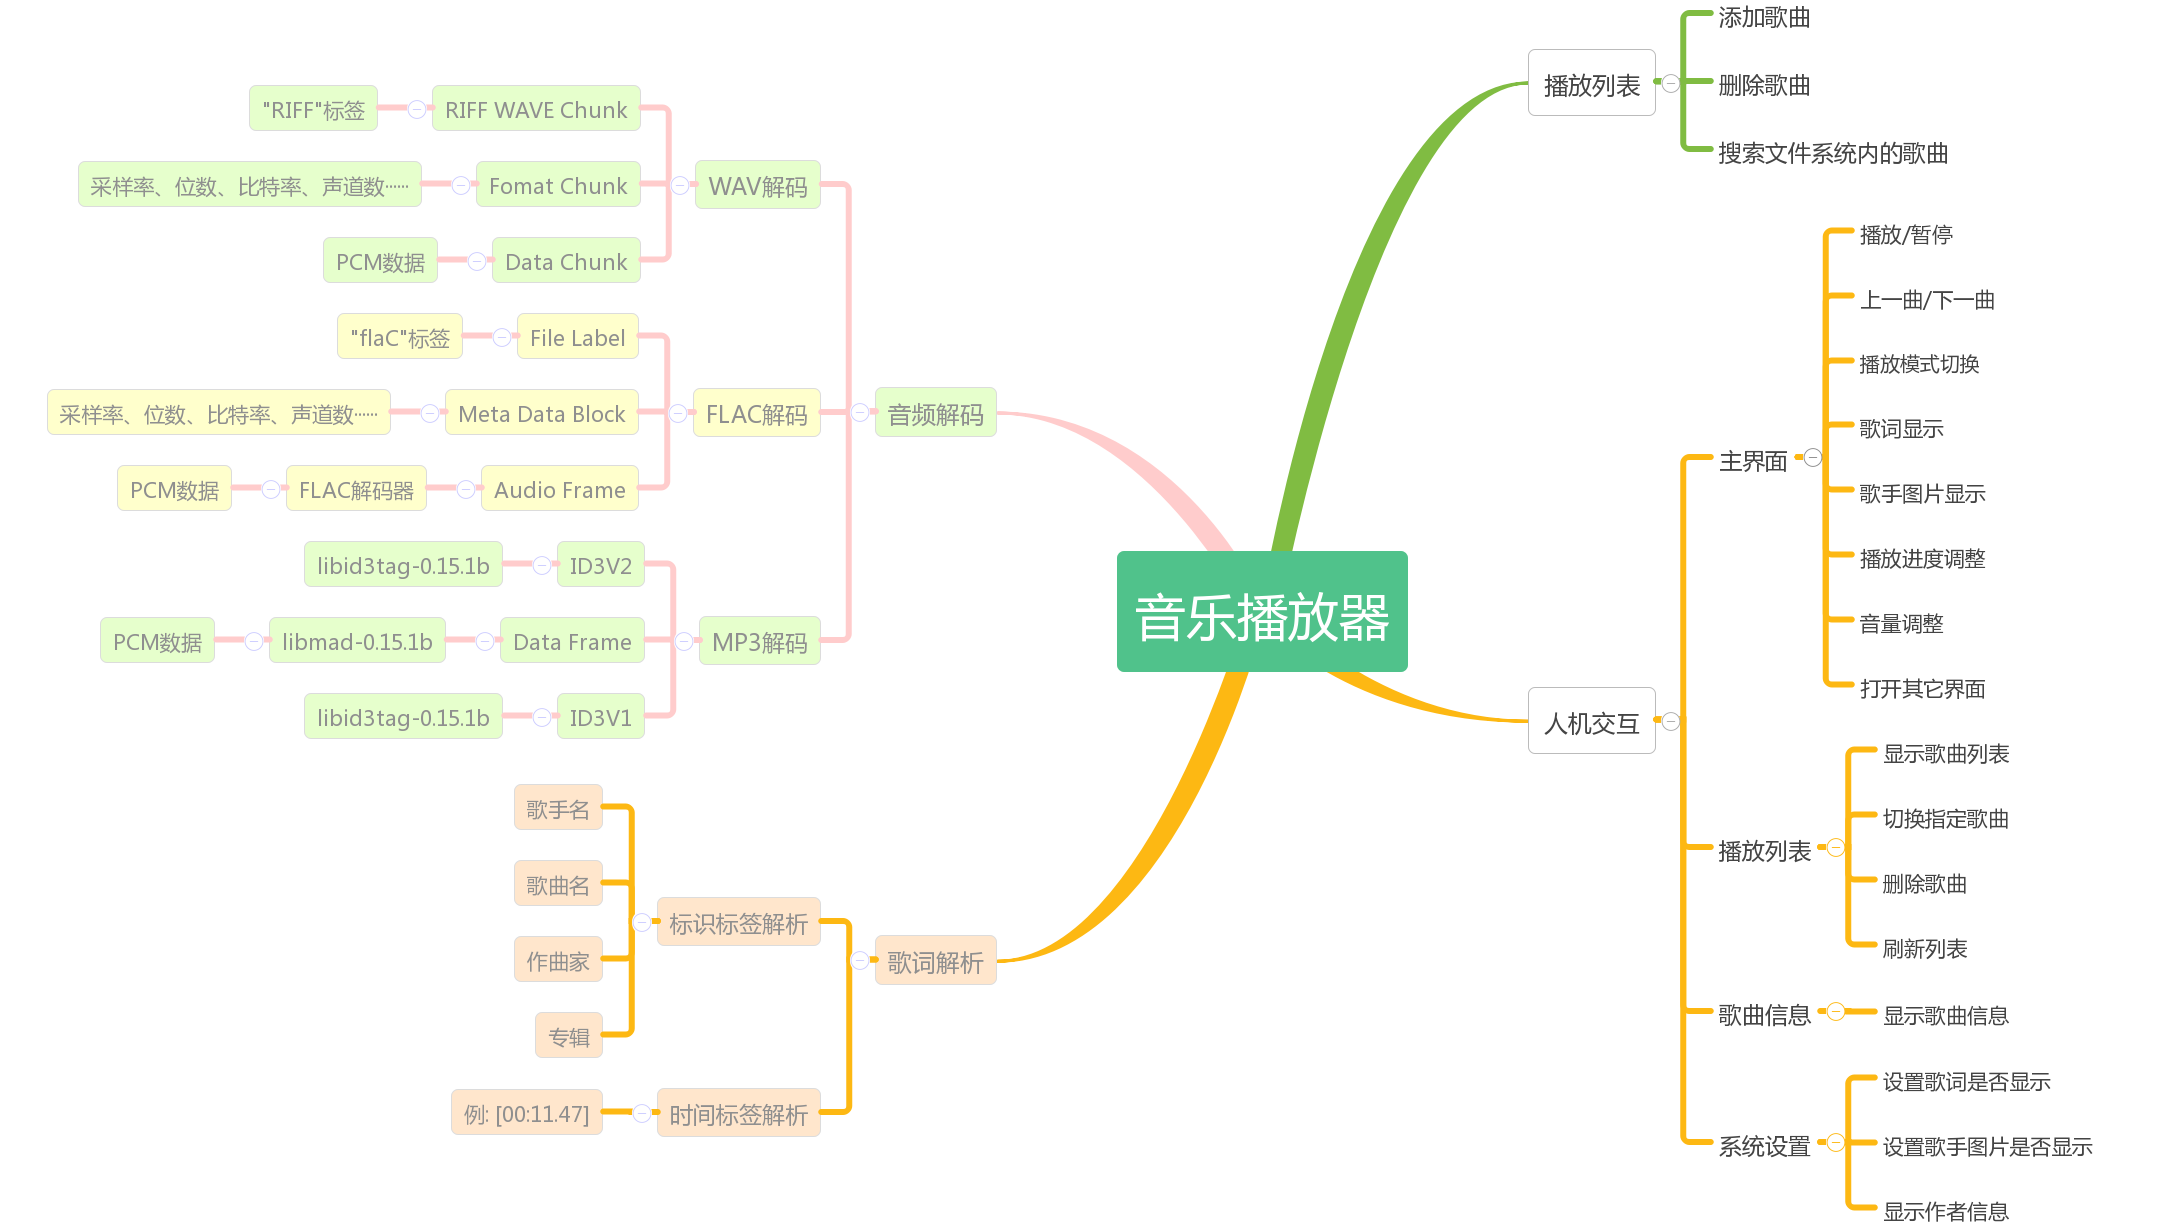 音乐播放器
播放列表
添加歌曲
删除歌曲
搜索文件系统内的歌曲
人机交互
主界面
播放/暂停
上一曲/下一曲
播放模式切换
歌词显示
歌手图片显示
播放进度调整
音量调整
打开其它界面
播放列表
显示歌曲列表
切换指定歌曲
删除歌曲
刷新列表
歌曲信息
显示歌曲信息
系统设置
设置歌词是否显示
设置歌手图片是否显示
显示作者信息
音频解码
WAV解码
RIFF WAVE Chunk
"RIFF"标签
Fomat Chunk
采样率、位数、比特率、声道数······
Data Chunk
PCM数据
FLAC解码
File Label
"flaC"标签
Meta Data Block
采样率、位数、比特率、声道数······
Audio Frame
FLAC解码器
PCM数据
MP3解码
ID3V2
libid3tag-0.15.1b
Data Frame
libmad-0.15.1b
PCM数据
ID3V1
libid3tag-0.15.1b
歌词解析
标识标签解析
歌手名
歌曲名
作曲家
专辑
时间标签解析
例: [00:11.47]